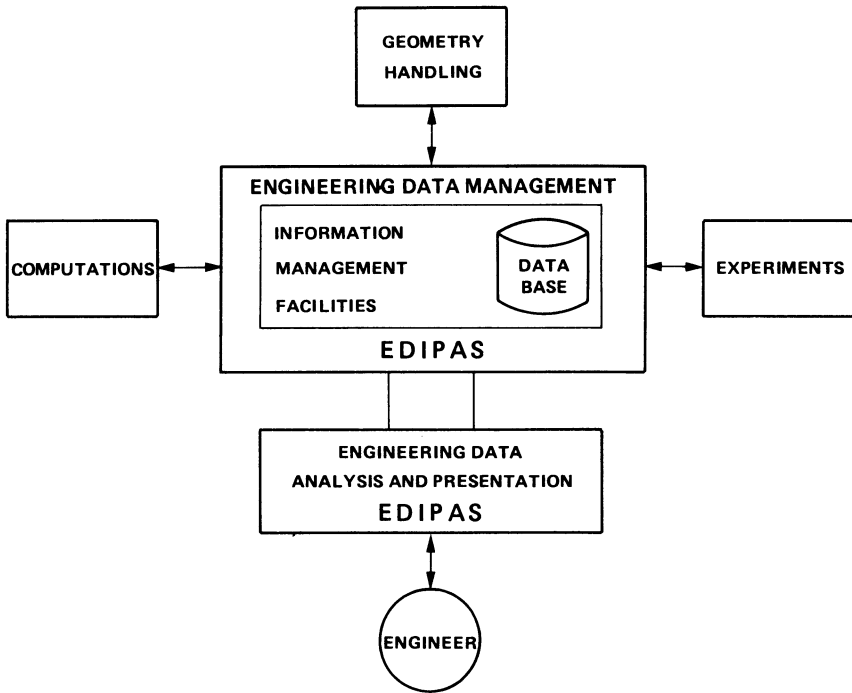 GEOMETRY
HANDLING
ENGINEERING DATA MANAGEMENT
INFORMATION
MANAGEMENT
FACILITIES
DATA
BASE
EDIPAS
COMPUTATIONS
EXPERIMENTS
ENGINEERING DATA
ANALYSIS AND PRESENTATION
EDIPAS
ENGINEER